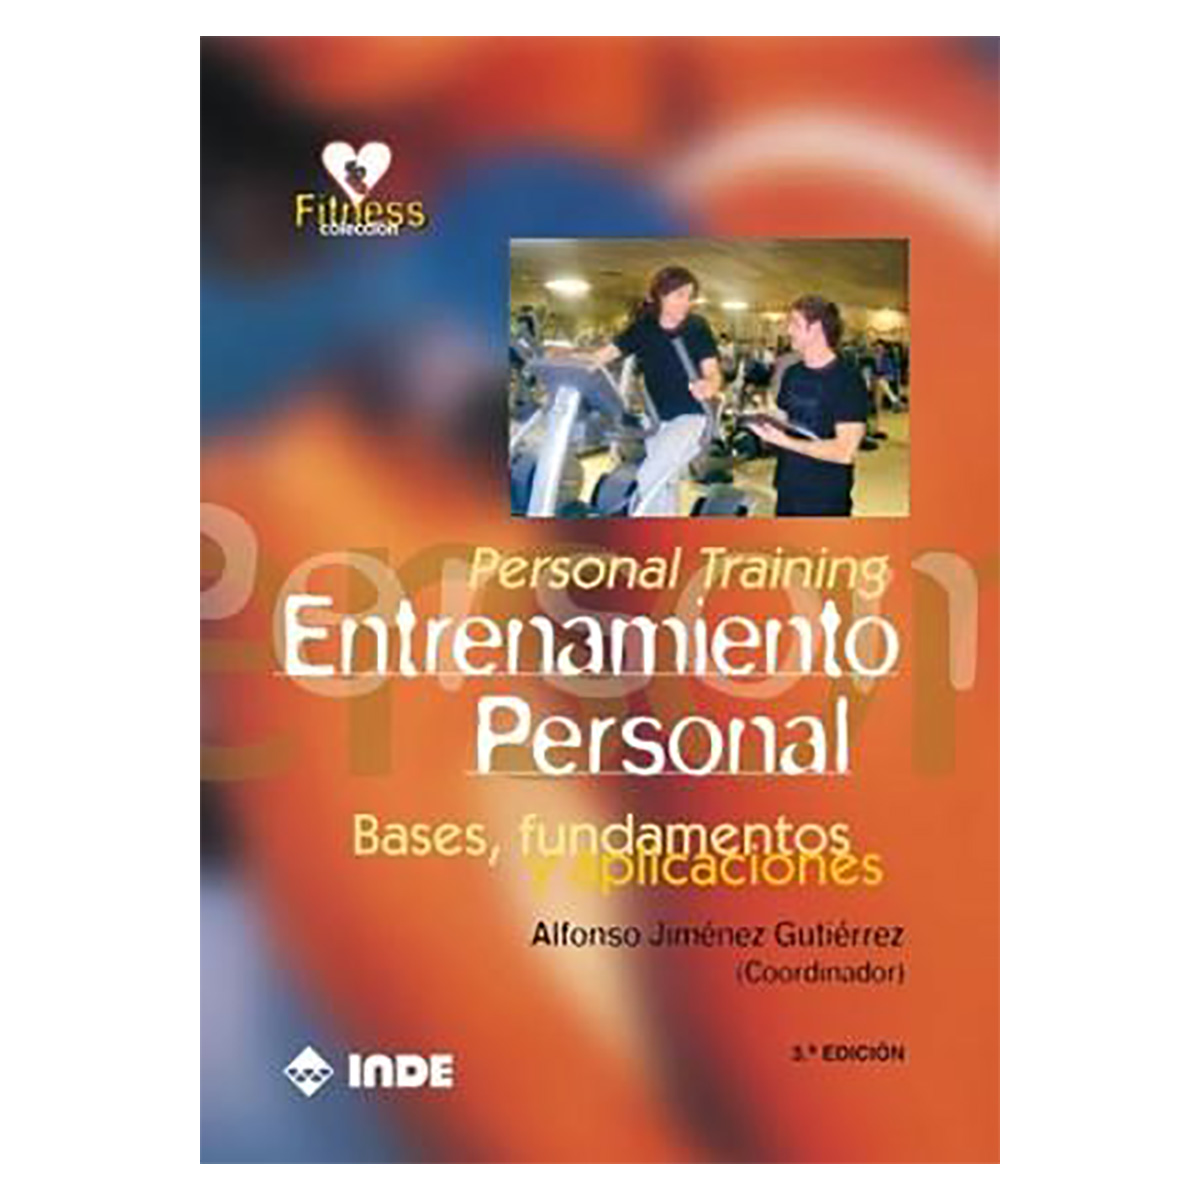 Fitness
colección
Personal Training
Entrenamiento
Personal
Bases, fundamentos
y aplicaciones
Alfonso Jiménez Gutiérrez
(Coordinador)
3.ª EDICIÓN
INDE